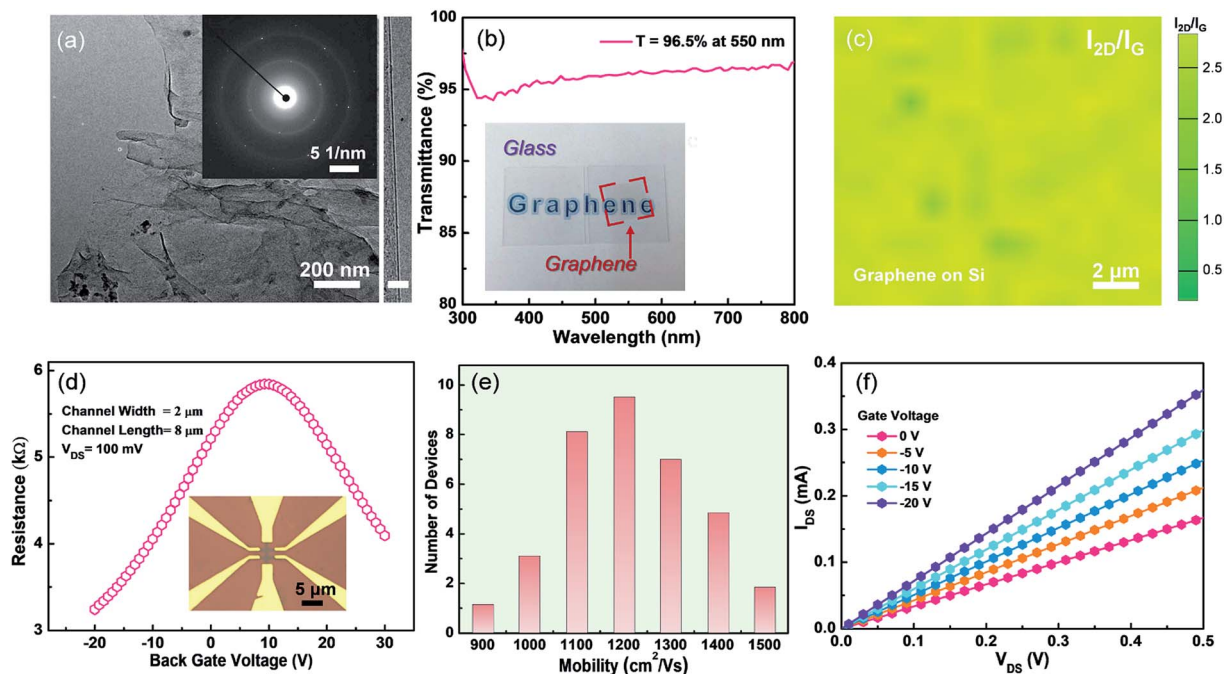 (a)
5 1/nm
200 nm
(b)
T = 96.5% at 550 nm
Transmittance (%)
100
95
90
85
80
Glass
Graphene
Graphene
300 400 500 600 700 800
Wavelength (nm)
(c)
I2D/IG
I2D/IG
2.5
2.0
1.5
1.0
0.5
Graphene on Si
2 μm
(d)
Channel Width = 2 μm
Channel Length= 8 μm
VDS= 100 mV
Resistance (kΩ)
6
5
4
3
5 μm
-20 -10 0 10 20 30
Back Gate Voltage (V)
(e)
Number of Devices
10
8
6
4
2
0
900 1000 1100 1200 1300 1400 1500
Mobility (cm2/Vs)
(f)
Gate Voltage
0 V
-5 V
-10 V
-15 V
-20 V
IDS (mA)
0.4
0.3
0.2
0.1
0.0
0.0 0.1 0.2 0.3 0.4 0.5
VDS (V)